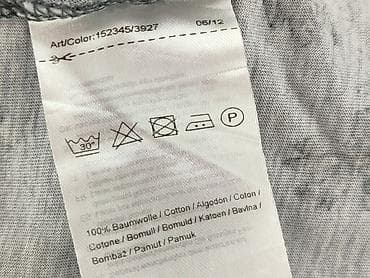 Art/Color:152345/3927 06/12
30°
P
100% Baumwolle / Cotton / Algodon / Coton /
Cotone / Bomull / Bomuld / Katoen / Bavlna /
Bombaž / Pamut / Pamuk